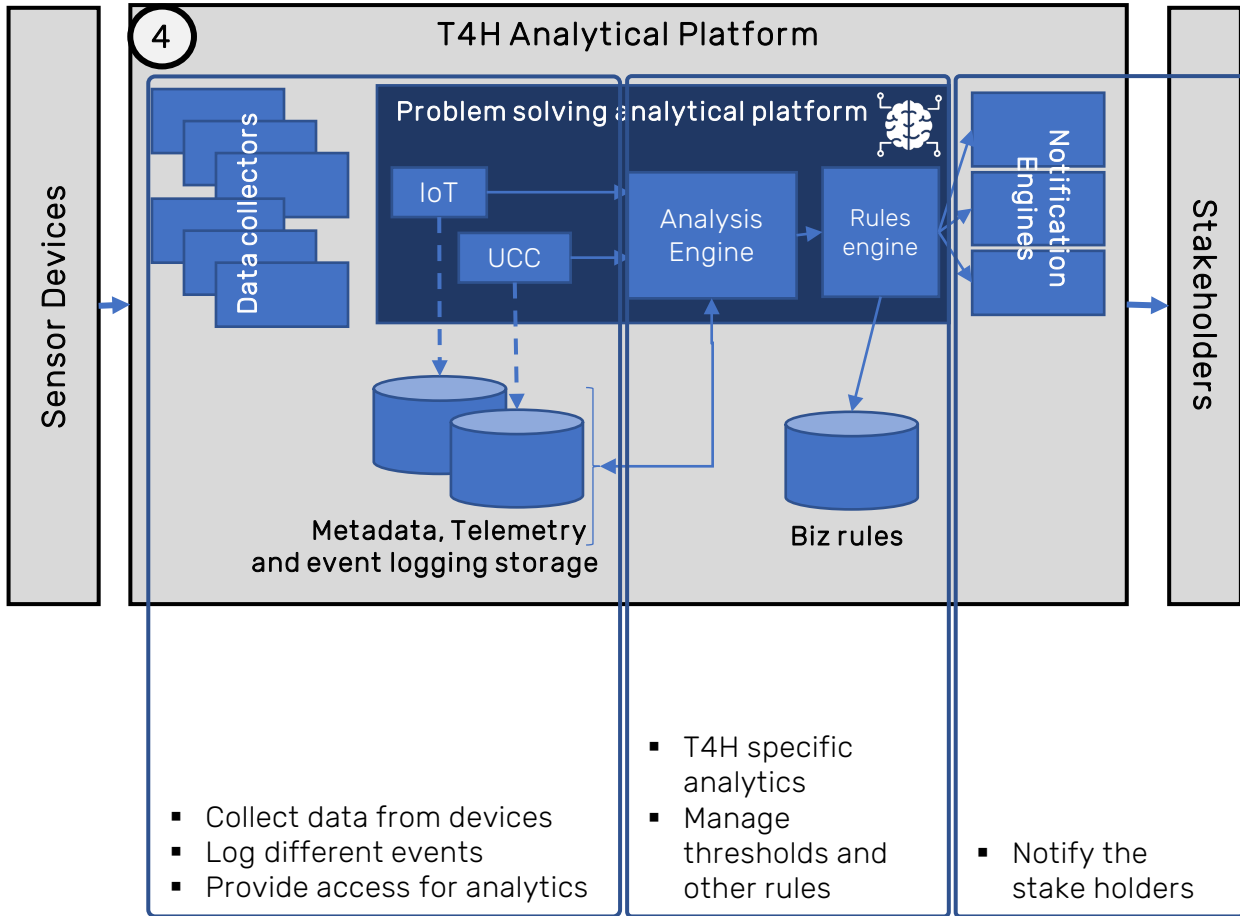 4
T4H Analytical Platform
Sensor Devices
Data collectors
Problem solving analytical platform
IoT
UCC
Analysis
Engine
Rules
engine
Notification
Engines
Stakeholders
Metadata, Telemetry
and event logging storage
Biz rules
▪ Collect data from devices
▪ Log different events
▪ Provide access for analytics
▪ T4H specific
analytics
▪ Manage
thresholds and
other rules
▪ Notify the
stake holders